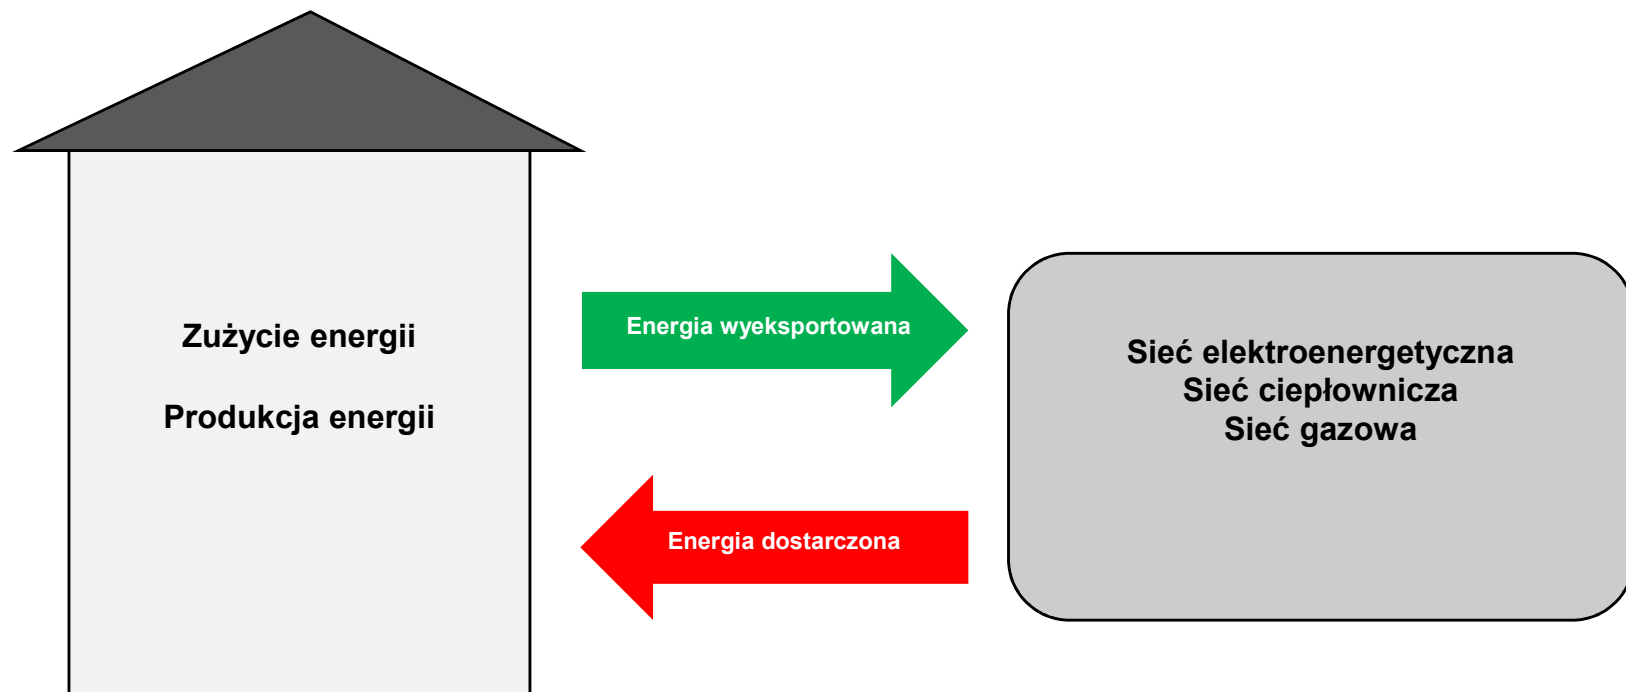 Zużycie energii
Produkcja energii
Energia wyeksportowana
Energia dostarczona
Sieć elektroenergetyczna
Sieć ciepłownicza
Sieć gazowa